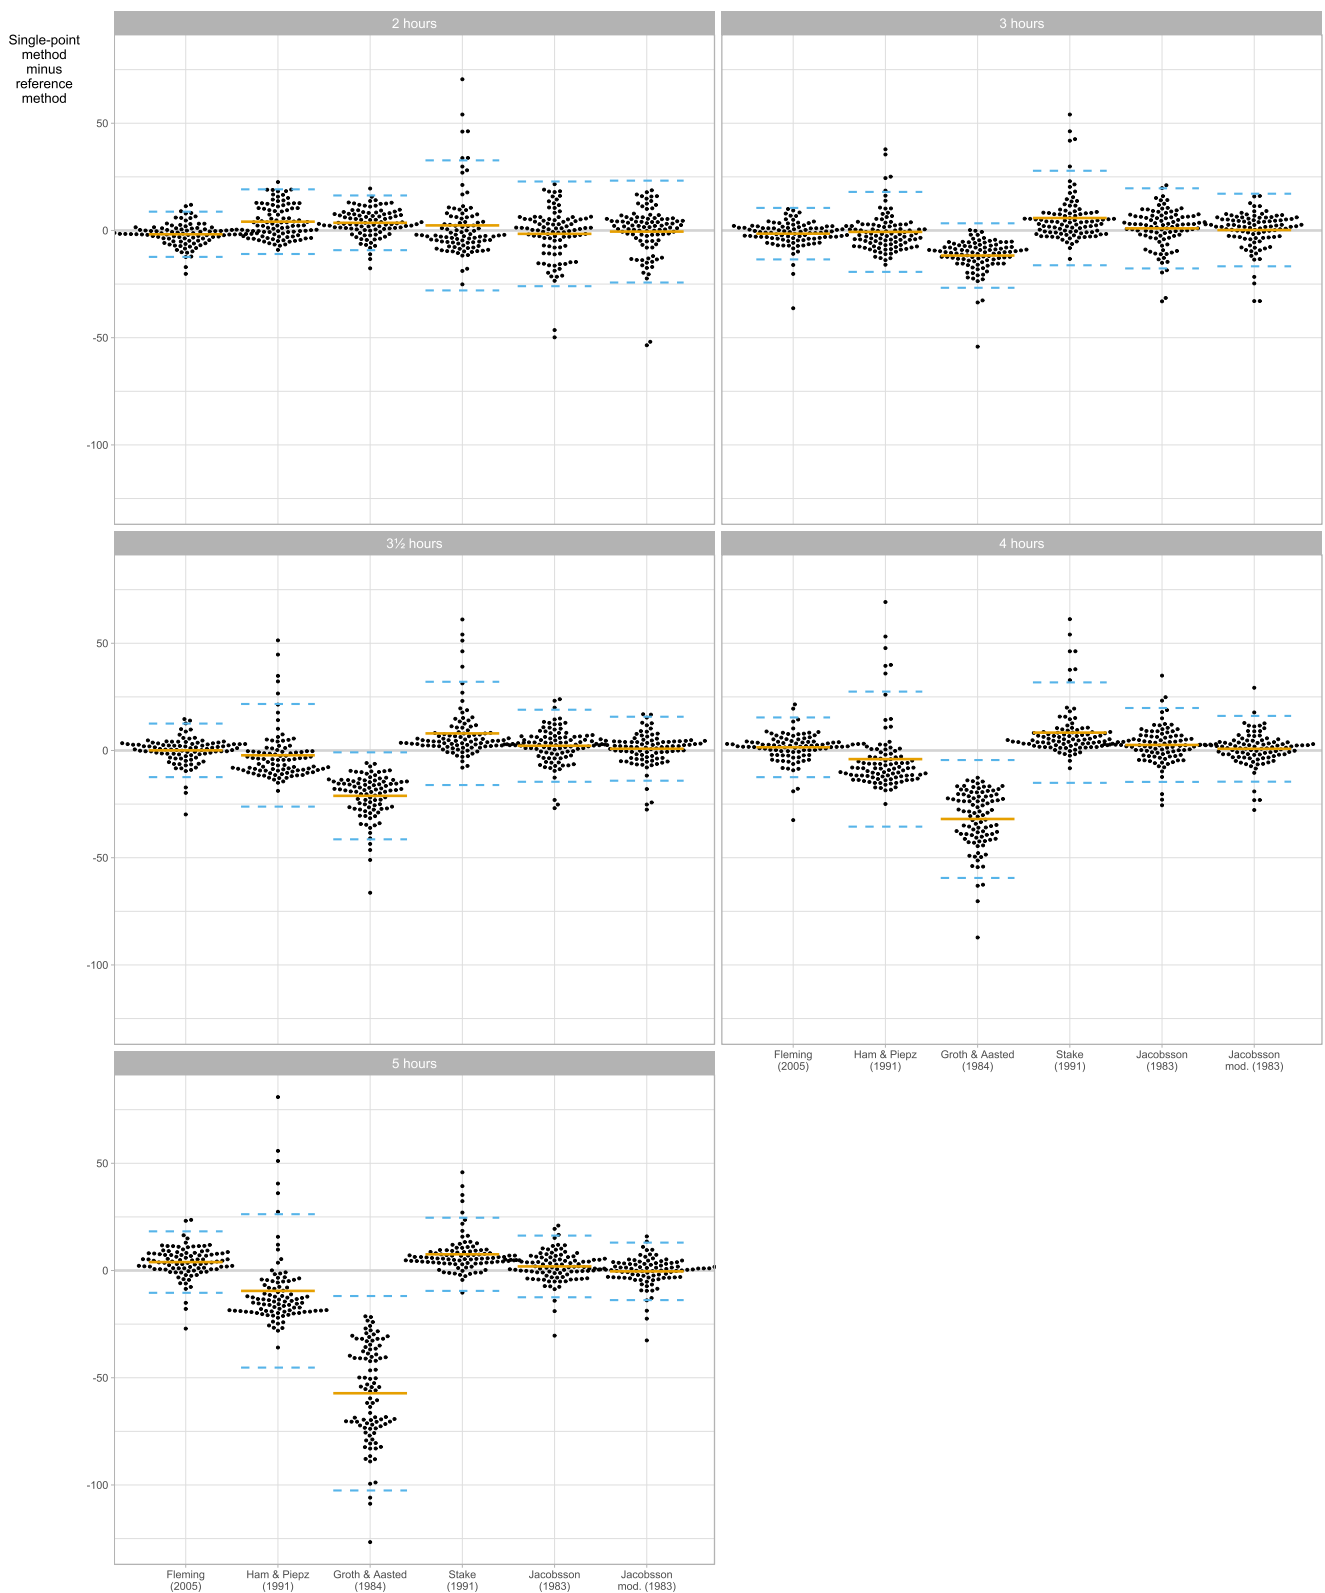 2 hours
3 hours
Single-point
method
minus
reference
method
50
0
-50
-100
3½ hours
4 hours
50
0
-50
-100
Fleming
(2005)
Ham & Piepz
(1991)
Groth & Aasted
(1984)
Stake
(1991)
Jacobsson
(1983)
Jacobsson
mod. (1983)
5 hours
50
0
-50
-100
Fleming
(2005)
Ham & Piepz
(1991)
Groth & Aasted
(1984)
Stake
(1991)
Jacobsson
(1983)
Jacobsson
mod. (1983)